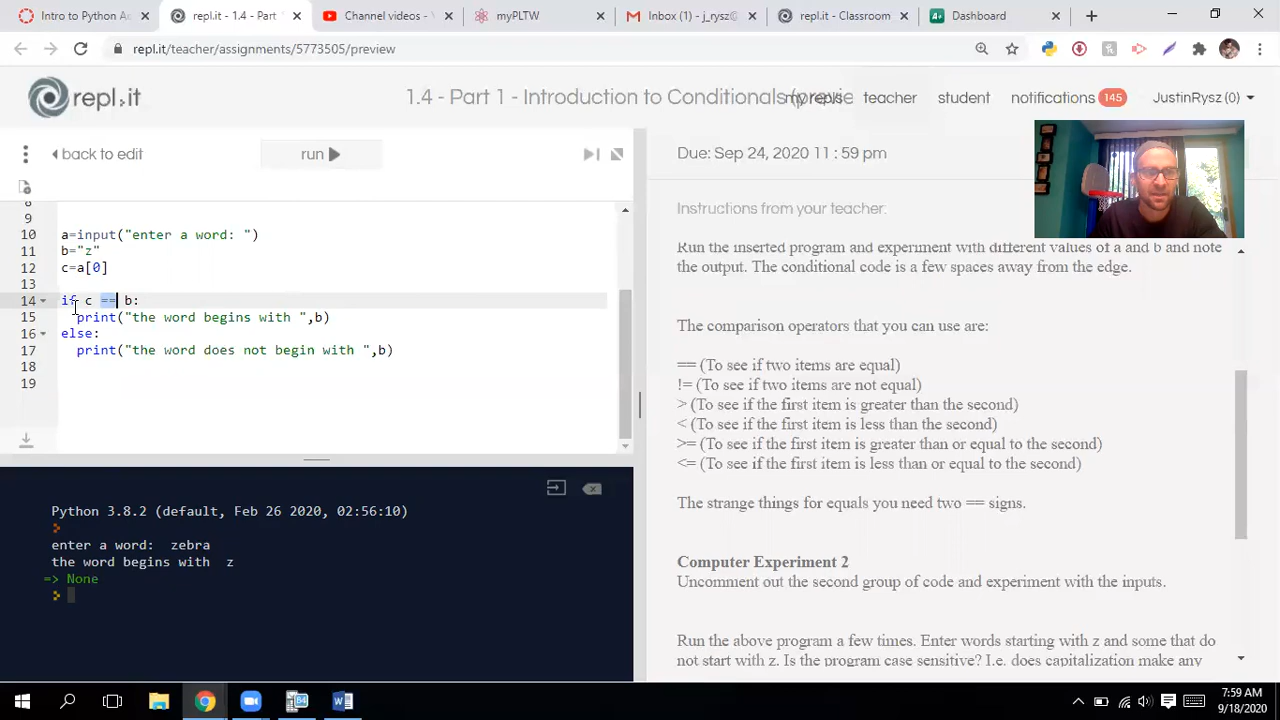 Intro to Python A
repl.it - 1.4 - Part
Channel videos - Y
myPLTW
Inbox (1) - j_rysz@
repl.it - Classroom
Dashboard
repl.it/teacher/assignments/5773505/preview
repl.it
1.4 - Part 1 - Introduction to Conditionals (previe
my repls
teacher
student
notifications 145
JustinRysz (0)
back to edit
run
Due: Sep 24, 2020 11 : 59 pm
Instructions from your teacher:
8
9
10 a=input("enter a word: ")
11 b="z"
12 c=a[0]
13
14 if c == b:
15 print("the word begins with ",b)
16 else:
17 print("the word does not begin with ",b)
18
19
Run the inserted program and experiment with different values of a and b and note
the output. The conditional code is a few spaces away from the edge.
The comparison operators that you can use are:
== (To see if two items are equal)
!= (To see if two items are not equal)
> (To see if the first item is greater than the second)
< (To see if the first item is less than the second)
>= (To see if the first item is greater than or equal to the second)
<= (To see if the first item is less than or equal to the second)
The strange things for equals you need two == signs.
Computer Experiment 2
Uncomment out the second group of code and experiment with the inputs.
Run the above program a few times. Enter words starting with z and some that do
not start with z. Is the program case sensitive? I.e. does capitalization make any
Python 3.8.2 (default, Feb 26 2020, 02:56:10)
enter a word: zebra
the word begins with z
=> None
7:59 AM
9/18/2020